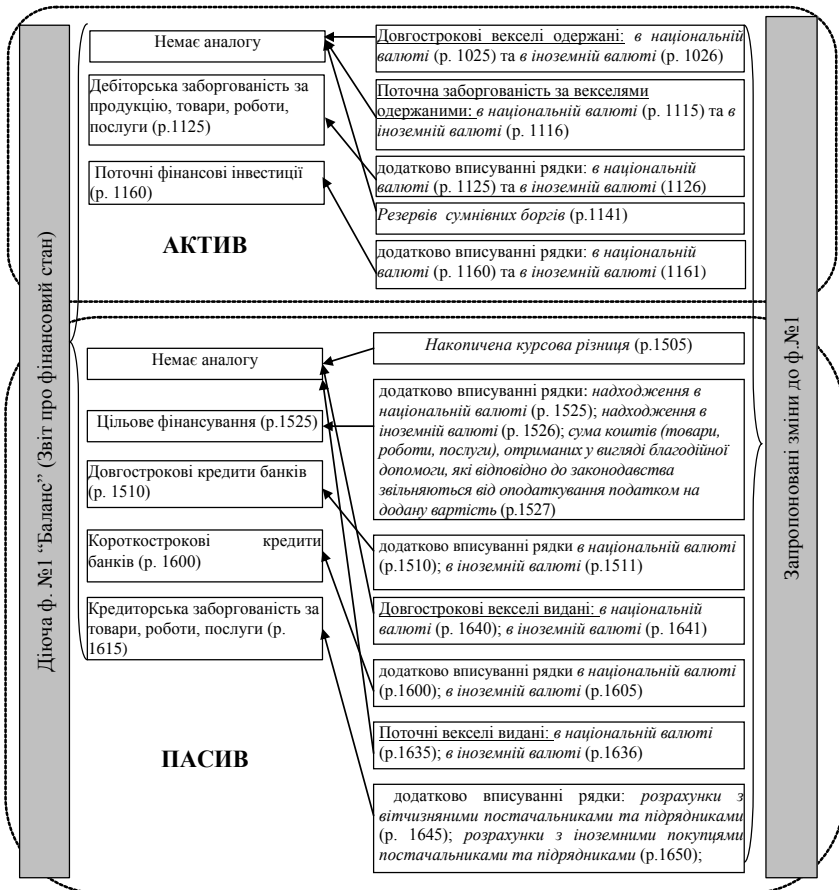 Діюча ф. №1 “Баланс” (Звіт про фінансовий стан)
Немає аналогу
Дебіторська заборгованість за
продукцію, товари, роботи,
послуги (р.1125)
Поточні фінансові інвестиції
(р. 1160)
АКТИВ
Довгострокові векселі одержані: в національній
валюті (р. 1025) та в іноземній валюті (р. 1026)
Поточна заборгованість за векселями
одержаними: в національній валюті (р. 1115) та в
іноземній валюті (р. 1116)
додатково вписуванні рядки: в національній
валюті (р. 1125) та в іноземній валюті (1126)
Резервів сумнівних боргів (р.1141)
додатково вписуванні рядки: в національній
валюті (р. 1160) та в іноземній валюті (1161)
Немає аналогу
Цільове фінансування (р.1525)
Довгострокові кредити банків
(р. 1510)
Короткострокові кредити
банків (р. 1600)
Кредиторська заборгованість за
товари, роботи, послуги (р.
1615)
ПАСИВ
Накопичена курсова різниця (р.1505)
додатково вписуванні рядки: надходження в
національній валюті (р. 1525); надходження в
іноземній валюті (р. 1526); сума коштів (товари,
роботи, послуги), отриманих у вигляді благодійної
допомоги, які відповідно до законодавства
звільняються від оподаткування податком на
додану вартість (р.1527)
додатково вписуванні рядки в національній валюті
(р.1510); в іноземній валюті (р.1511)
Довгострокові векселі видані: в національній
валюті (р. 1640); в іноземній валюті (р. 1641)
додатково вписуванні рядки в національній валюті
(р.1600); в іноземній валюті (р.1605)
Поточні векселі видані: в національній валюті
(р.1635); в іноземній валюті (р.1636)
додатково вписуванні рядки: розрахунки з
вітчизняними постачальниками та підрядниками
(р. 1645); розрахунки з іноземними покупцями
постачальниками та підрядниками (р.1650);
Запропоновані зміни до ф.№1